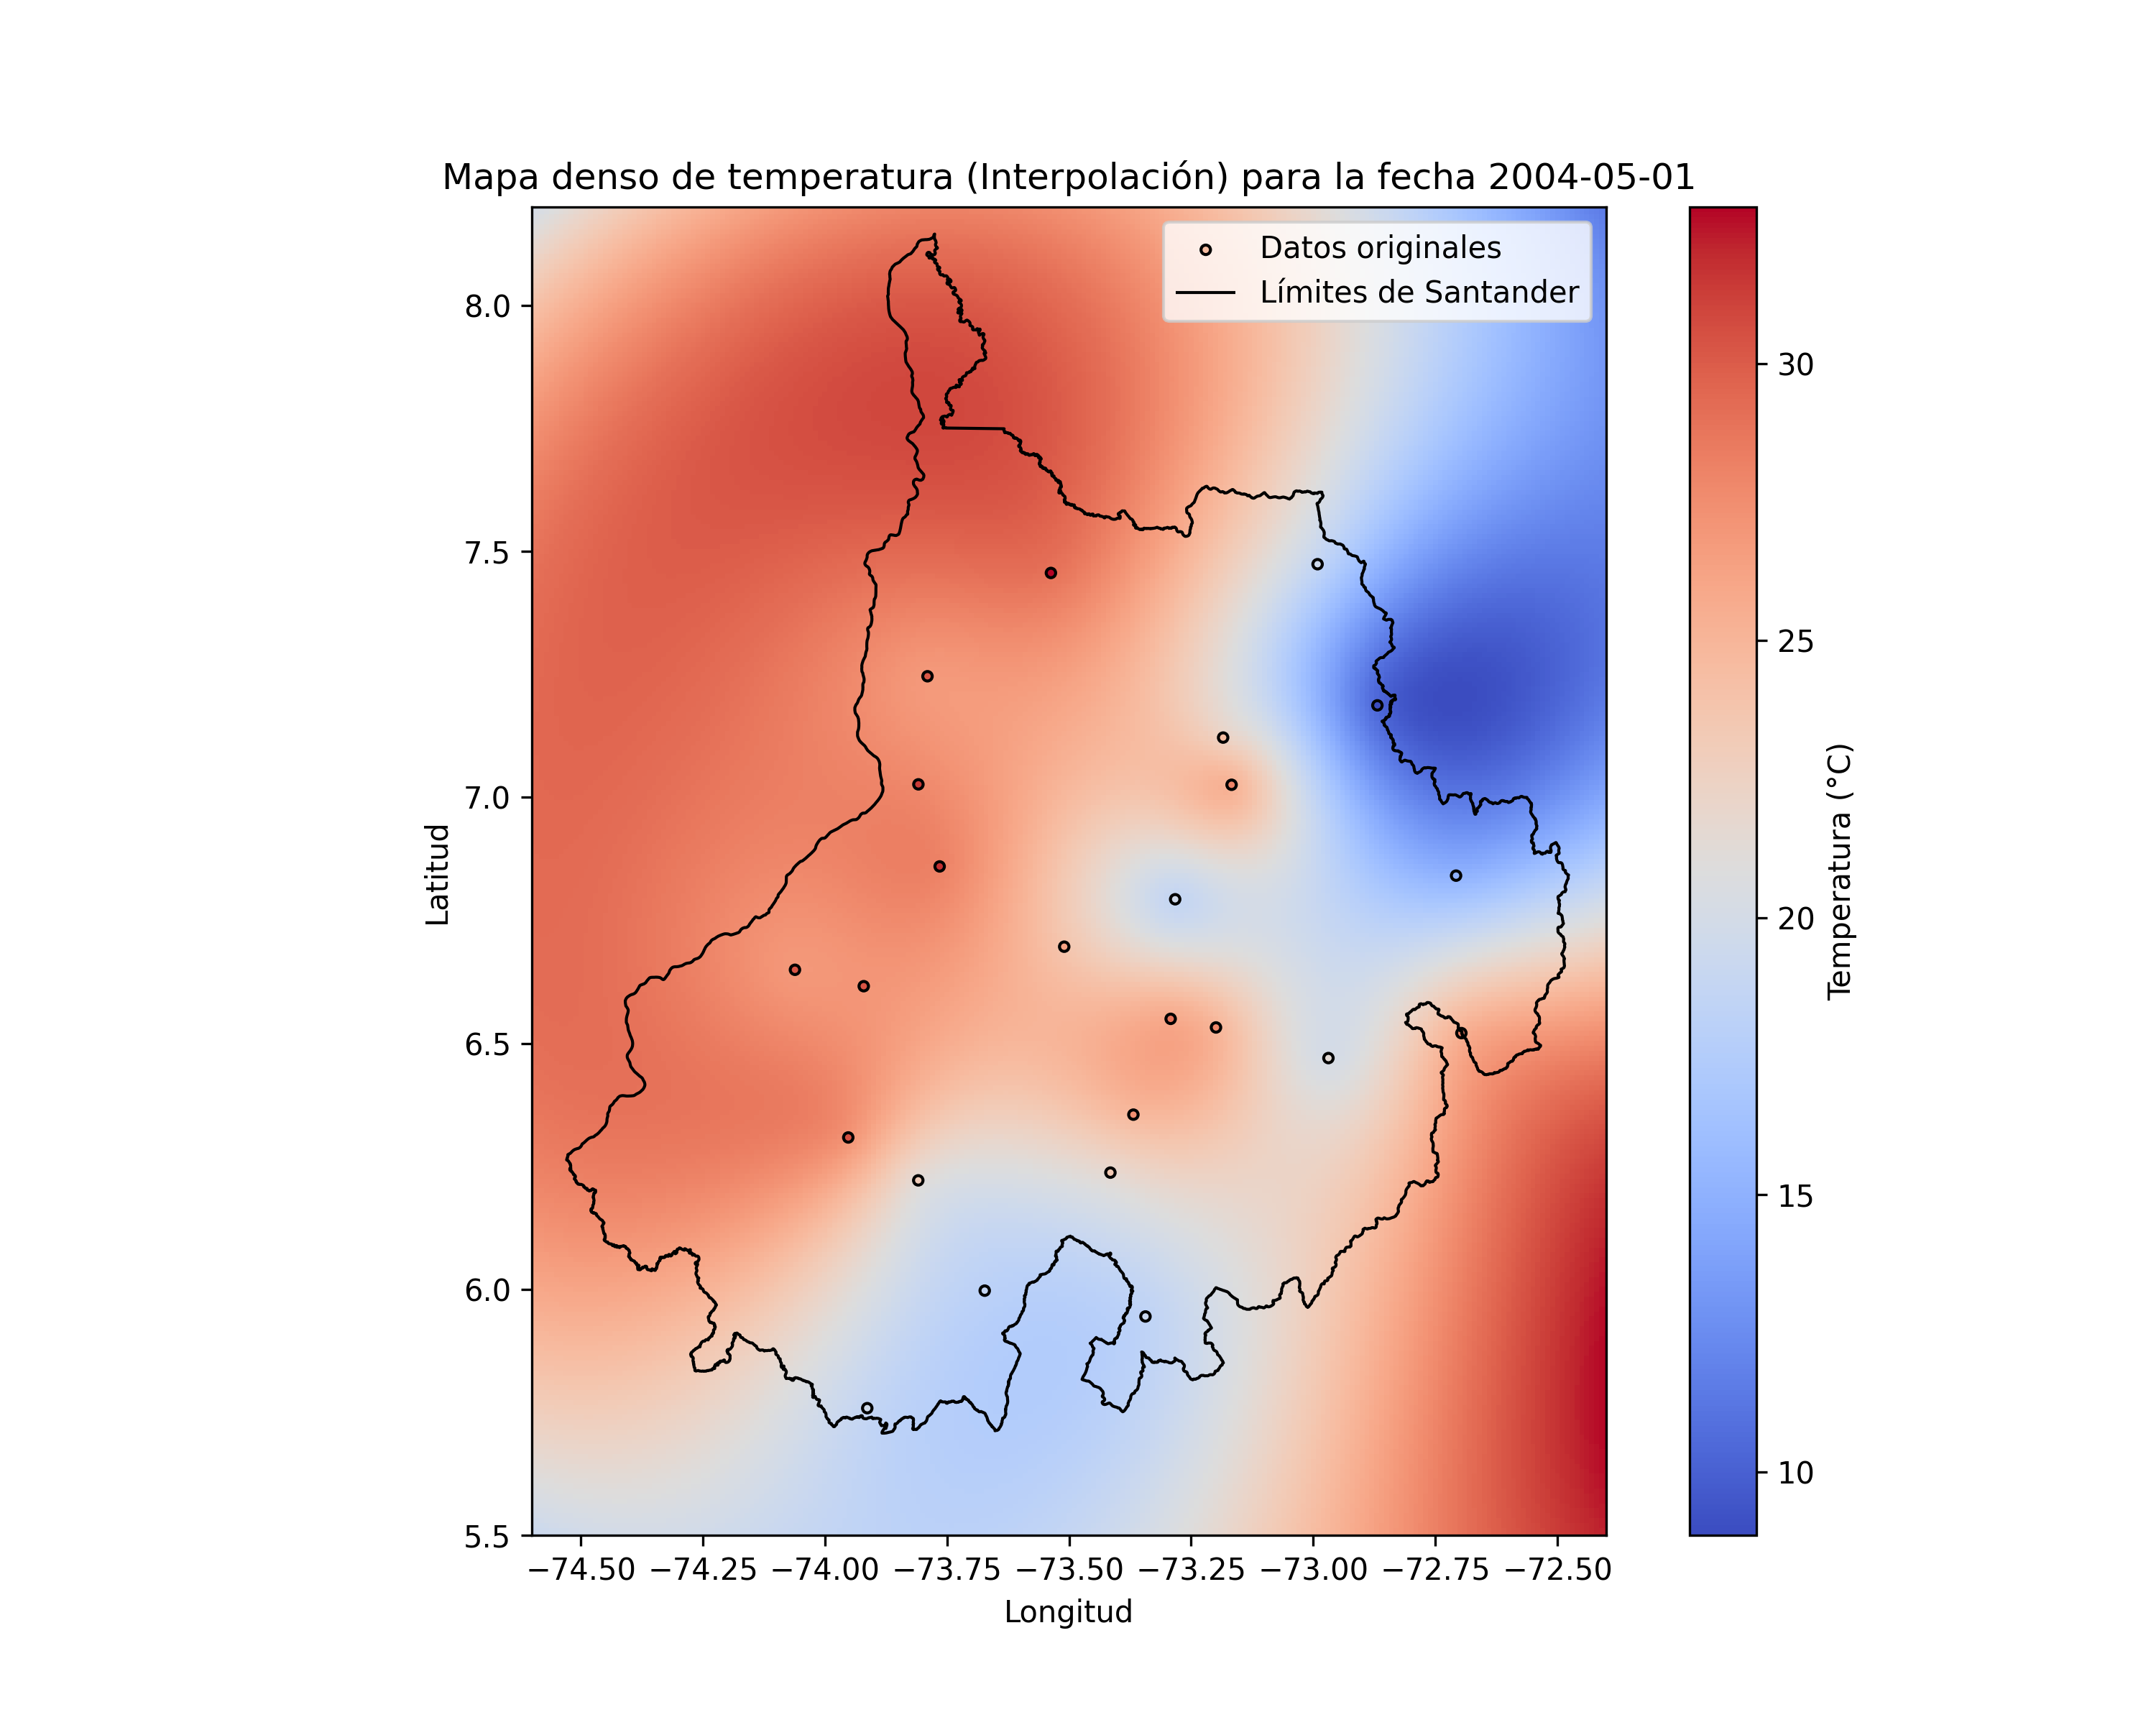 Mapa denso de temperatura (Interpolación) para la fecha 2004-05-01
Datos originales
Límites de Santander
8.0
7.5
7.0
6.5
6.0
5.5
Latitud
−74.50 −74.25 −74.00 −73.75 −73.50 −73.25 −73.00 −72.75 −72.50
Longitud
30
25
20
15
10
Temperatura (°C)